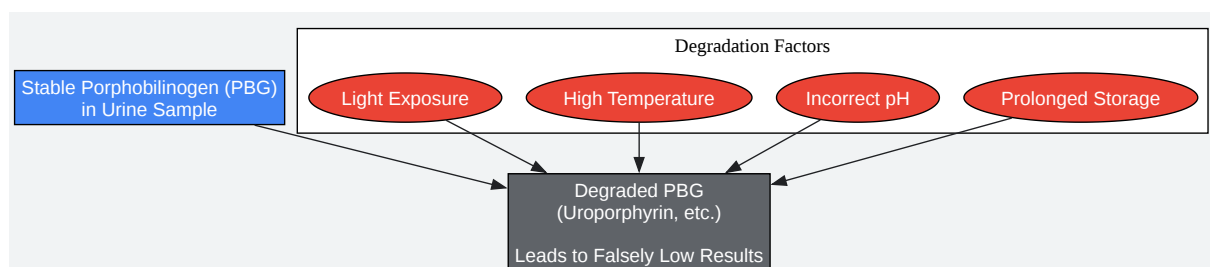 Degradation Factors
Stable Porphobilinogen (PBG)
in Urine Sample
Light Exposure
High Temperature
Incorrect pH
Prolonged Storage
Degraded PBG
(Uroporphyrin, etc.)
Leads to Falsely Low Results